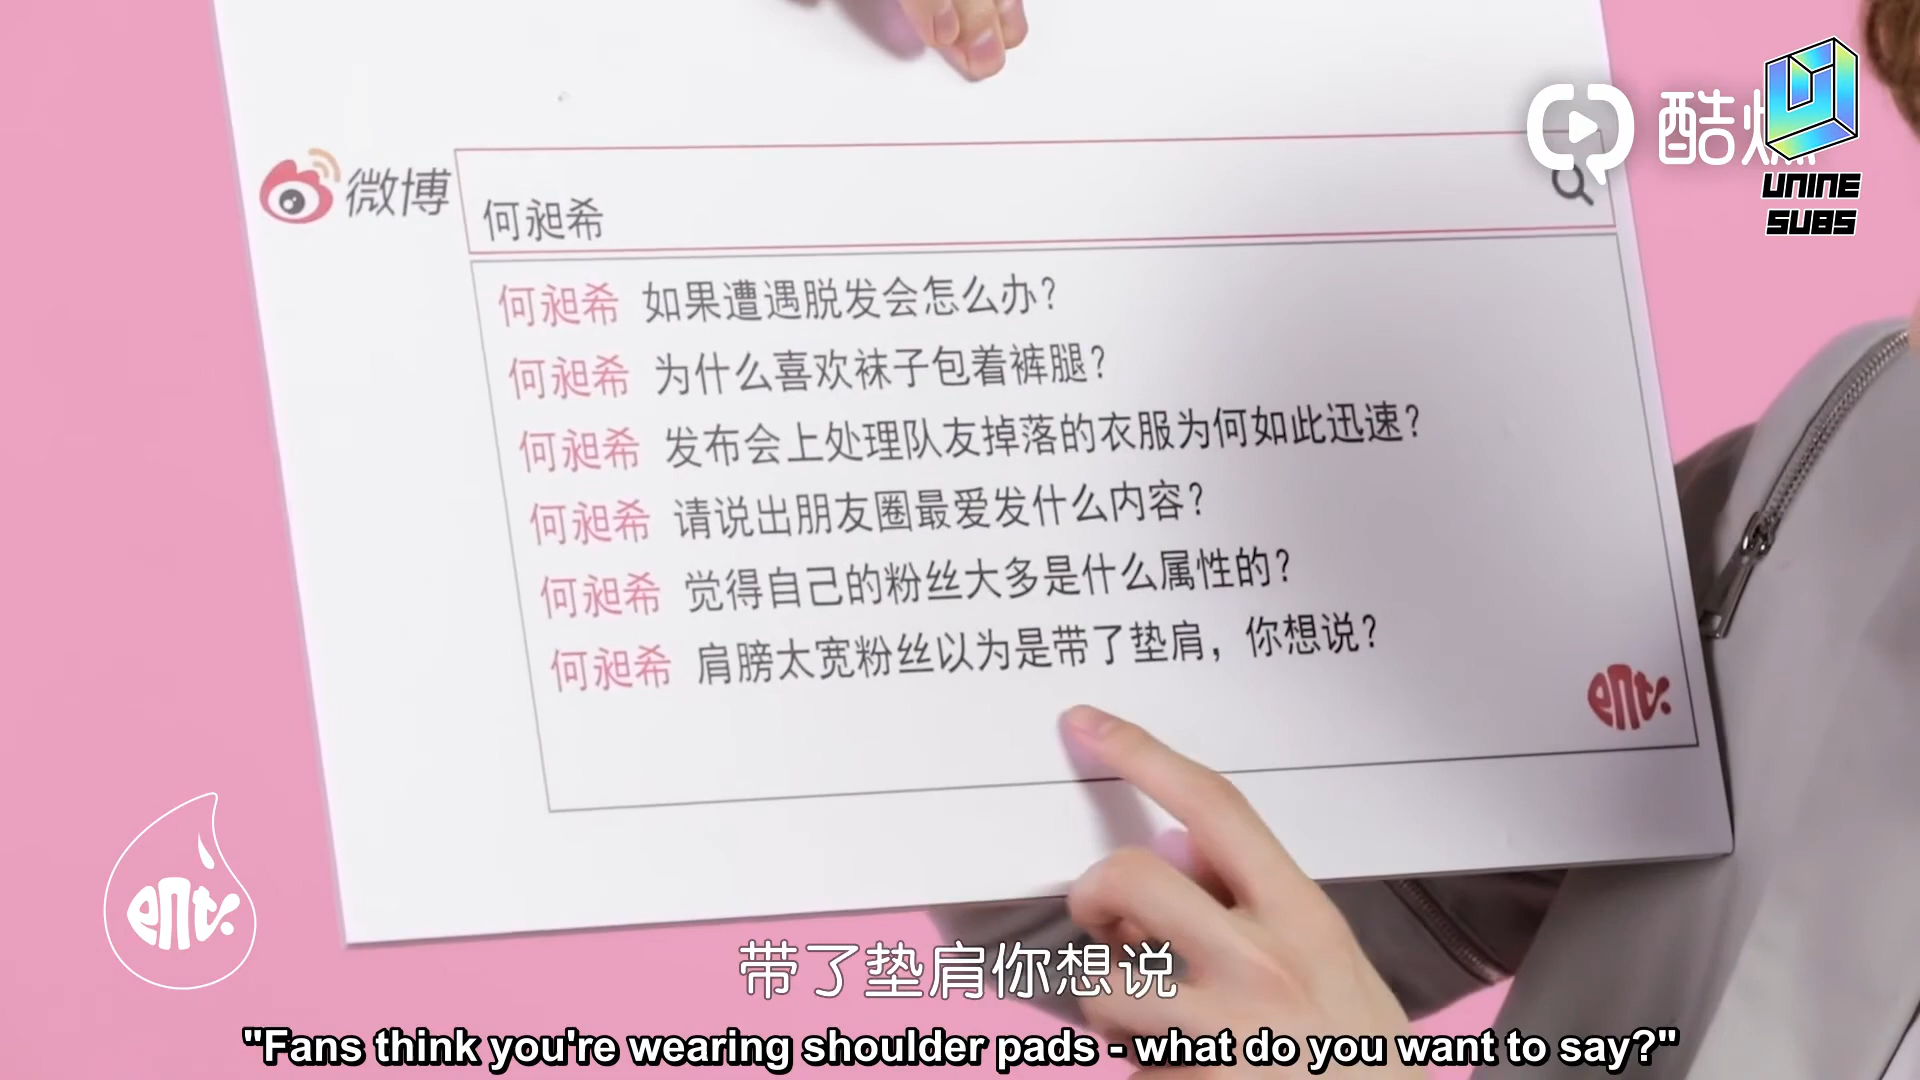 酷燃
UNINE
SUBS
微博
何昶希
何昶希 如果遭遇脱发会怎么办？
何昶希 为什么喜欢袜子包着裤腿？
何昶希 发布会上处理队友掉落的衣服为何如此迅速？
何昶希 请说出朋友圈最爱发什么内容？
何昶希 觉得自己的粉丝大多是什么属性的？
何昶希 肩膀太宽粉丝以为是带了垫肩，你想说？
ent.
ent.
带了垫肩你想说
"Fans think you're wearing shoulder pads - what do you want to say?"